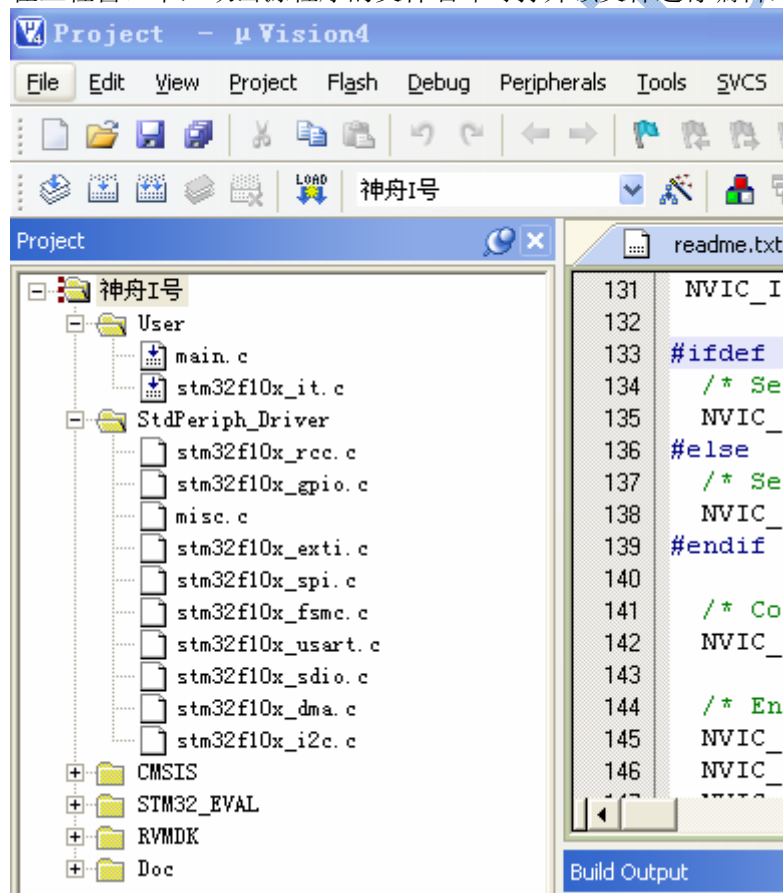 Project - µVision4
File Edit View Project Flash Debug Peripherals Tools SVCS
LOAD 神舟I号
Project
readme.txt
神舟I号
User
main.c
stm32f10x_it.c
StdPeriph_Driver
stm32f10x_rcc.c
stm32f10x_gpio.c
misc.c
stm32f10x_exti.c
stm32f10x_spi.c
stm32f10x_fsmc.c
stm32f10x_usart.c
stm32f10x_sdio.c
stm32f10x_dma.c
stm32f10x_i2c.c
CMSIS
STM32_EVAL
RVMDK
Doc
131 NVIC_I
132
133 #ifdef
134 /* Se
135 NVIC_
136 #else
137 /* Se
138 NVIC_
139 #endif
140
141 /* Co
142 NVIC_
143
144 /* En
145 NVIC_
146 NVIC_
Build Output